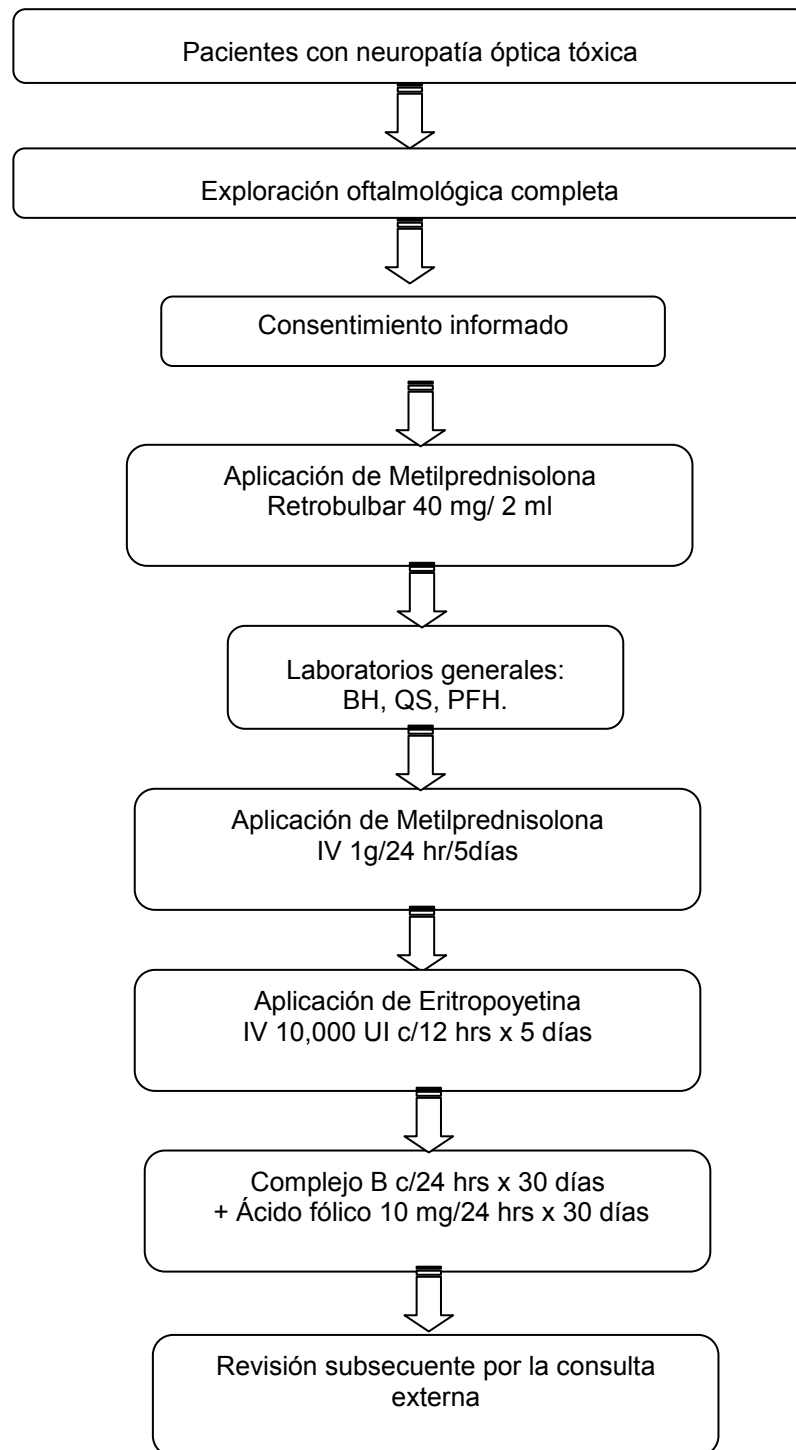 Pacientes con neuropatía óptica tóxica
Exploración oftalmológica completa
Consentimiento informado
Aplicación de Metilprednisolona
Retrobulbar 40 mg/ 2 ml
Laboratorios generales:
BH, QS, PFH.
Aplicación de Metilprednisolona
IV 1g/24 hr/5días
Aplicación de Eritropoyetina
IV 10,000 UI c/12 hrs x 5 días
Complejo B c/24 hrs x 30 días
+ Ácido fólico 10 mg/24 hrs x 30 días
Revisión subsecuente por la consulta
externa